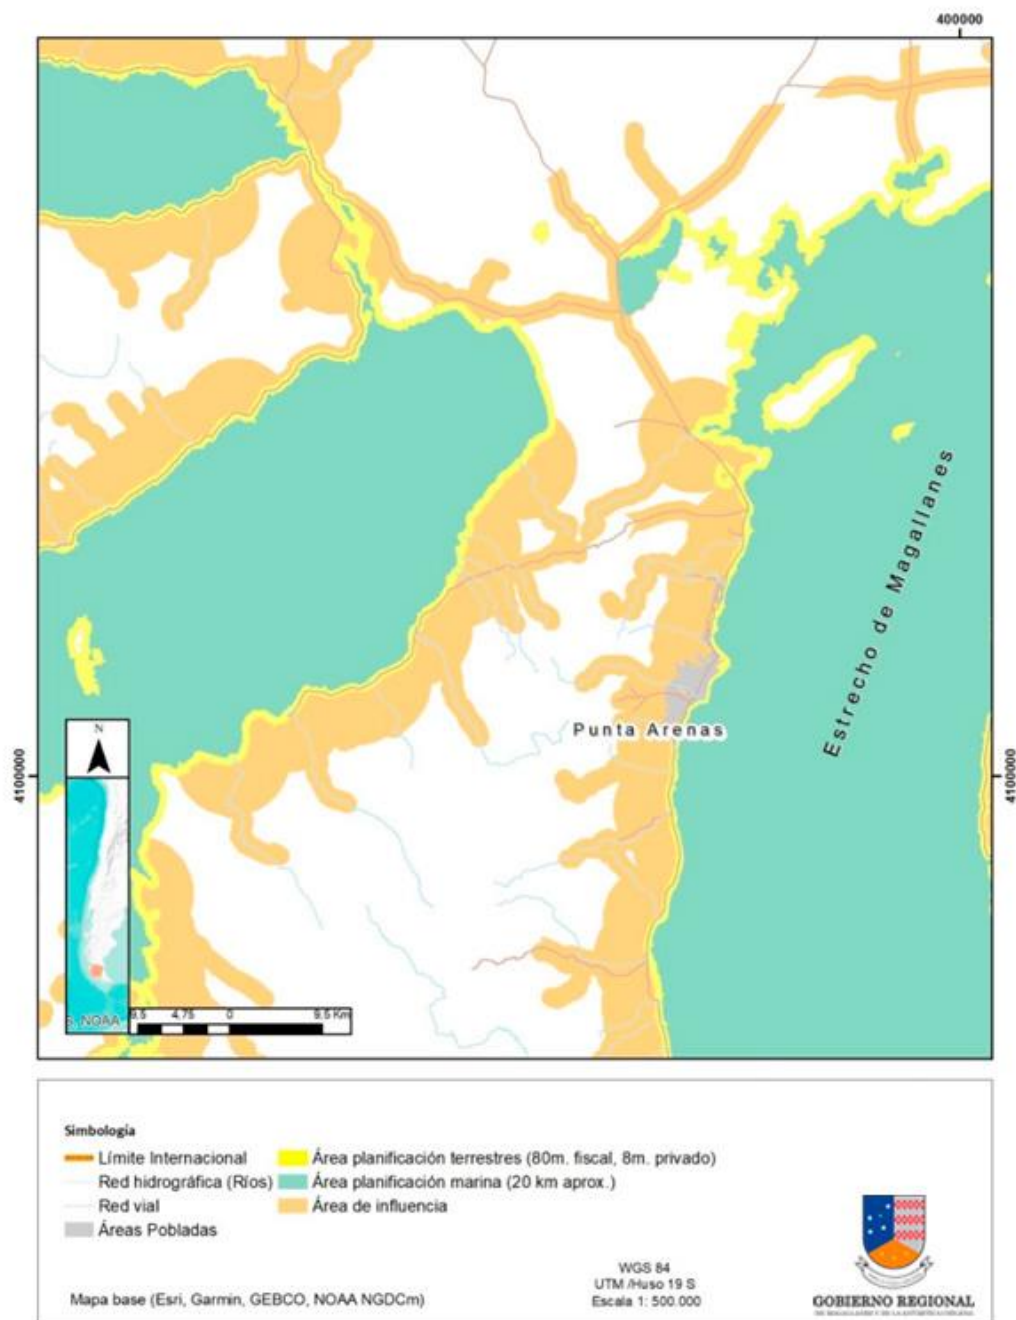 400000
Estrecho de Magallanes
Punta Arenas
4100000
4100000
N
S, NOAA
9,5 4,75 0 9,5 Km
Simbología
Límite Internacional
Red hidrográfica (Ríos)
Red vial
Áreas Pobladas
Área planificación terrestres (80m. fiscal, 8m. privado)
Área planificación marina (20 km aprox.)
Área de influencia
Mapa base (Esri, Garmin, GEBCO, NOAA NGDCm)
WGS 84
UTM /Huso 19 S
Escala 1: 500.000
GOBIERNO REGIONAL